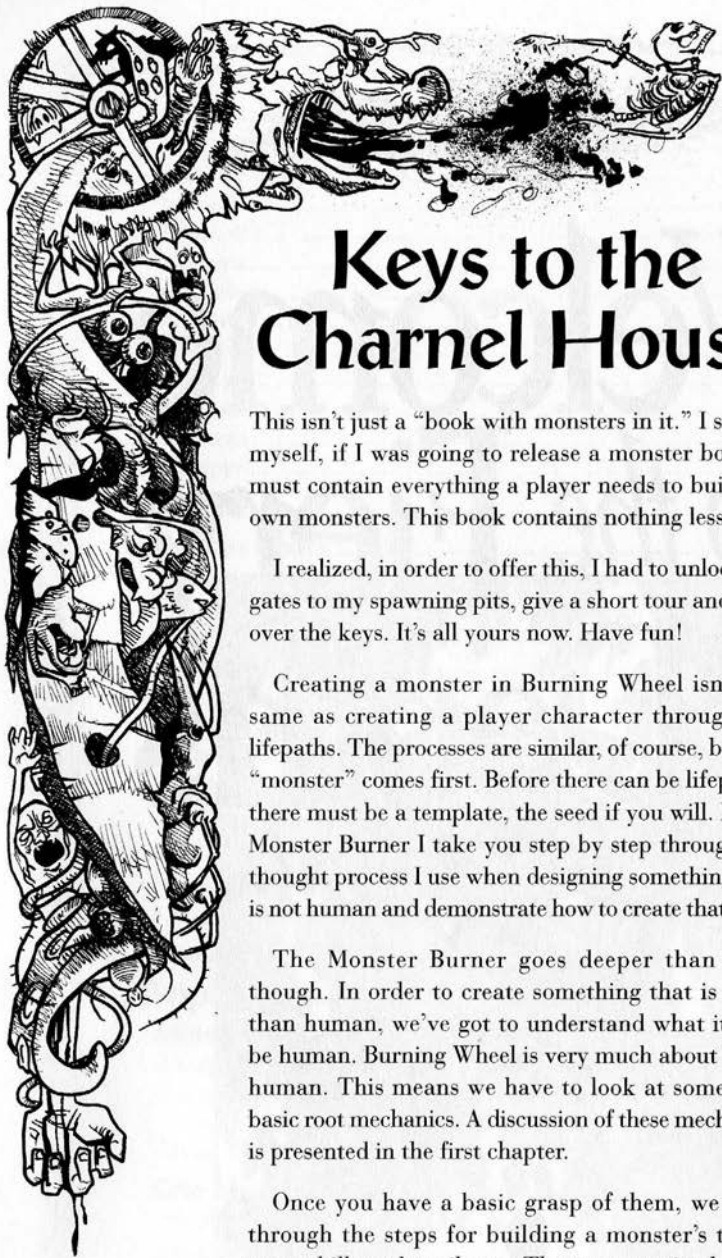 Keys to the
Charnel Hous
This isn't just a “book with monsters in it.” I s
myself, if I was going to release a monster bo
must contain everything a player needs to bui
own monsters. This book contains nothing less
I realized, in order to offer this, I had to unloc
gates to my spawning pits, give a short tour and
over the keys. It's all yours now. Have fun!
Creating a monster in Burning Wheel isn
same as creating a player character throug
lifepaths. The processes are similar, of course, b
“monster” comes first. Before there can be lifep
there must be a template, the seed if you will.
Monster Burner I take you step by step throug
thought process I use when designing somethin
is not human and demonstrate how to create that
The Monster Burner goes deeper than
though. In order to create something that is
than human, we've got to understand what i
be human. Burning Wheel is very much about
human. This means we have to look at some
basic root mechanics. A discussion of these mech
is presented in the first chapter.
Once you have a basic grasp of them, we
through the steps for building a monster's t